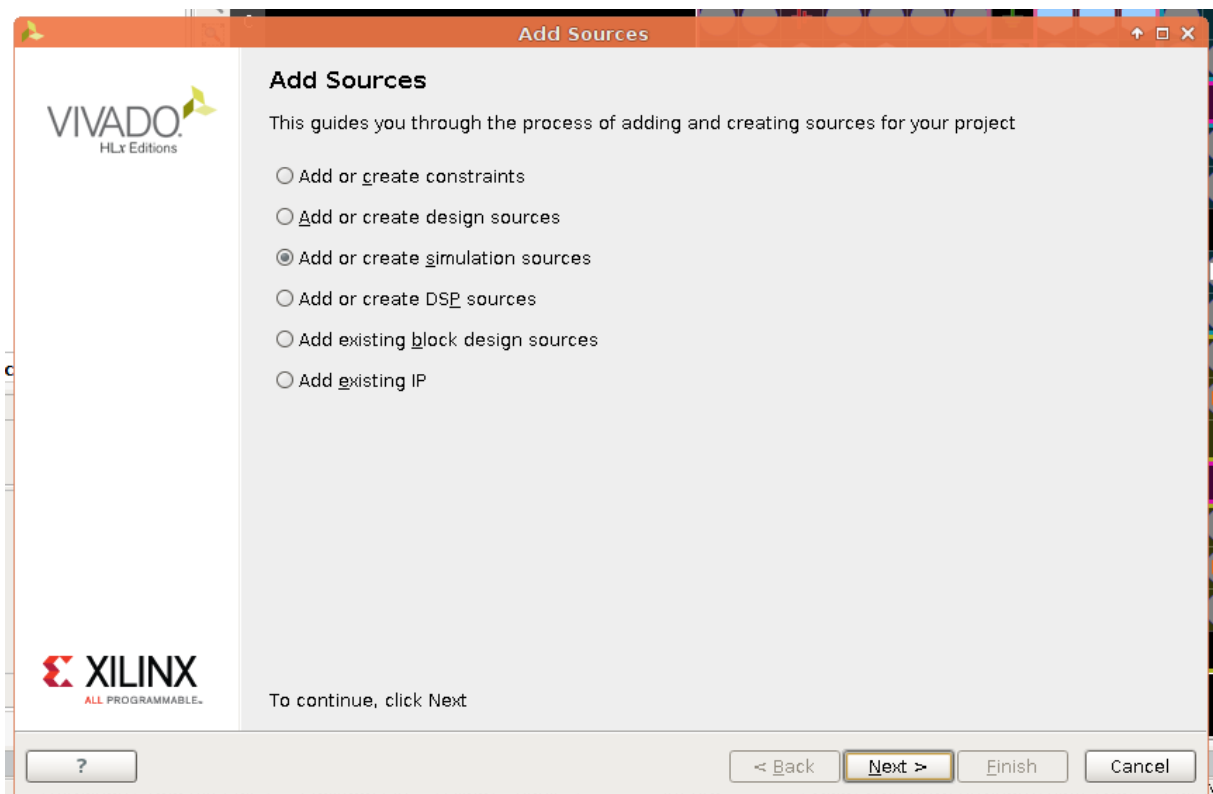 Add Sources
VIVADO.
HLx Editions
Add Sources
This guides you through the process of adding and creating sources for your project
Add or create constraints
Add or create design sources
Add or create simulation sources
Add or create DSP sources
Add existing block design sources
Add existing IP
XILINX
ALL PROGRAMMABLE™
To continue, click Next
?
< Back
Next >
Finish
Cancel